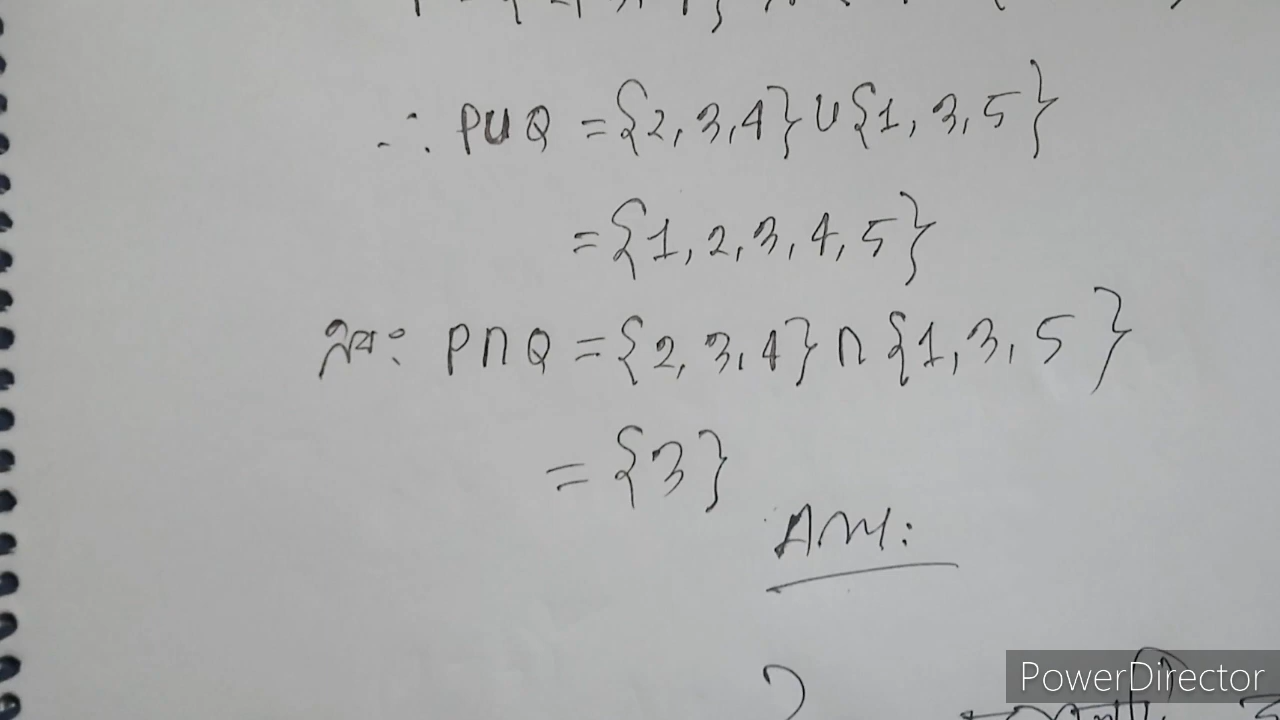 ∴ P∪Q = {2, 3, 4} ∪ {1, 3, 5}
= {1, 2, 3, 4, 5}
এবং P∩Q = {2, 3, 4} ∩ {1, 3, 5}
= {3}
Ans:
PowerDirector